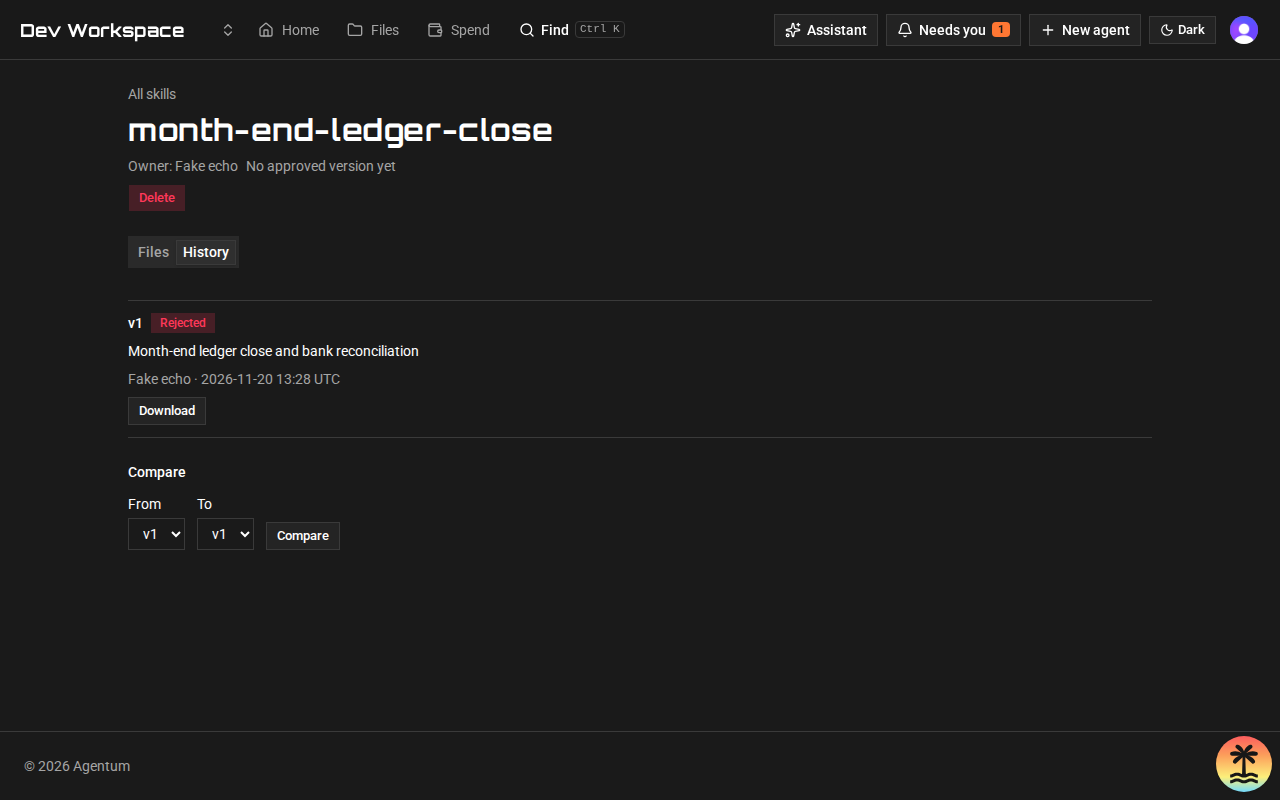 Dev Workspace
Home
Files
Spend
Find Ctrl K
Assistant
Needs you 1
New agent
Dark
All skills
month-end-ledger-close
Owner: Fake echo No approved version yet
Delete
Files History
v1 Rejected
Month-end ledger close and bank reconciliation
Fake echo · 2026-11-20 13:28 UTC
Download
Compare
From To
v1 v1 Compare
© 2026 Agentum